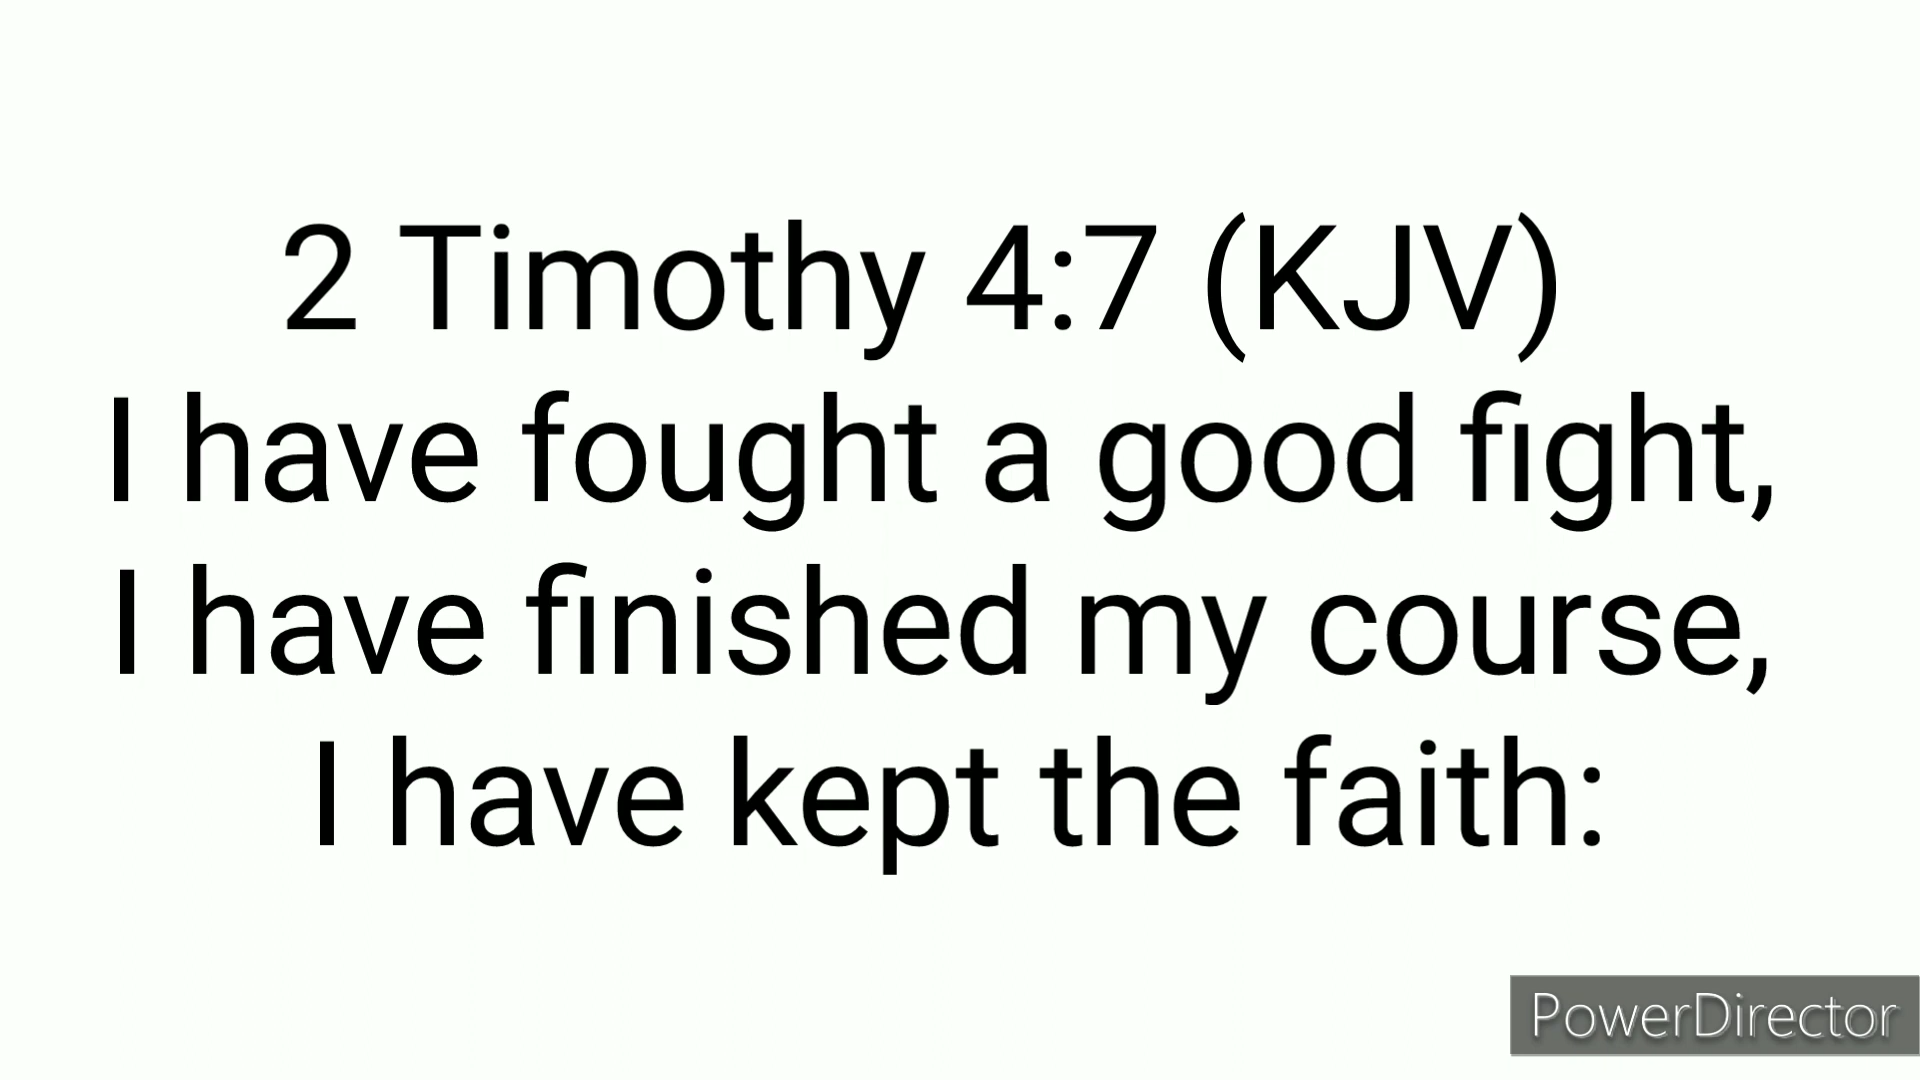 2 Timothy 4:7 (KJV)
I have fought a good fight,
I have finished my course,
I have kept the faith:
PowerDirector